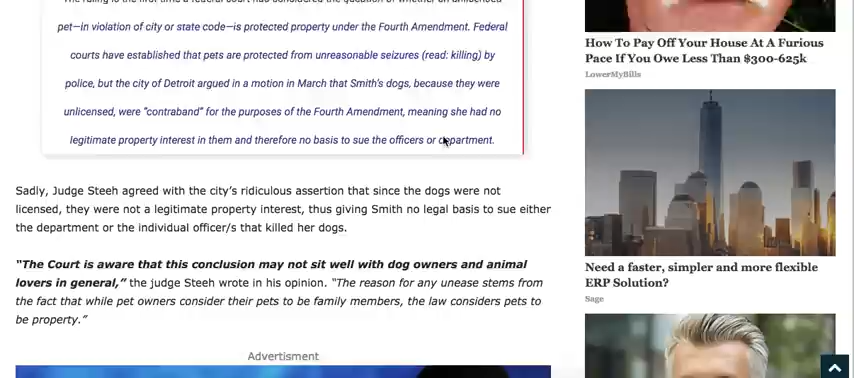 The ruling is the first time a federal court has considered the question of whether an unlicensed
pet—in violation of city or state code—is protected property under the Fourth Amendment. Federal
courts have established that pets are protected from unreasonable seizures (read: killing) by
police, but the city of Detroit argued in a motion in March that Smith's dogs, because they were
unlicensed, were “contraband” for the purposes of the Fourth Amendment, meaning she had no
legitimate property interest in them and therefore no basis to sue the officers or department.
Sadly, Judge Steeh agreed with the city’s ridiculous assertion that since the dogs were not
licensed, they were not a legitimate property interest, thus giving Smith no legal basis to sue either
the department or the individual officer/s that killed her dogs.
“The Court is aware that this conclusion may not sit well with dog owners and animal
lovers in general,” the judge Steeh wrote in his opinion. “The reason for any unease stems from
the fact that while pet owners consider their pets to be family members, the law considers pets to
be property.”
Advertisment
How To Pay Off Your House At A Furious
Pace If You Owe Less Than $300-625k
LowerMyBills
Need a faster, simpler and more flexible
ERP Solution?
Sage